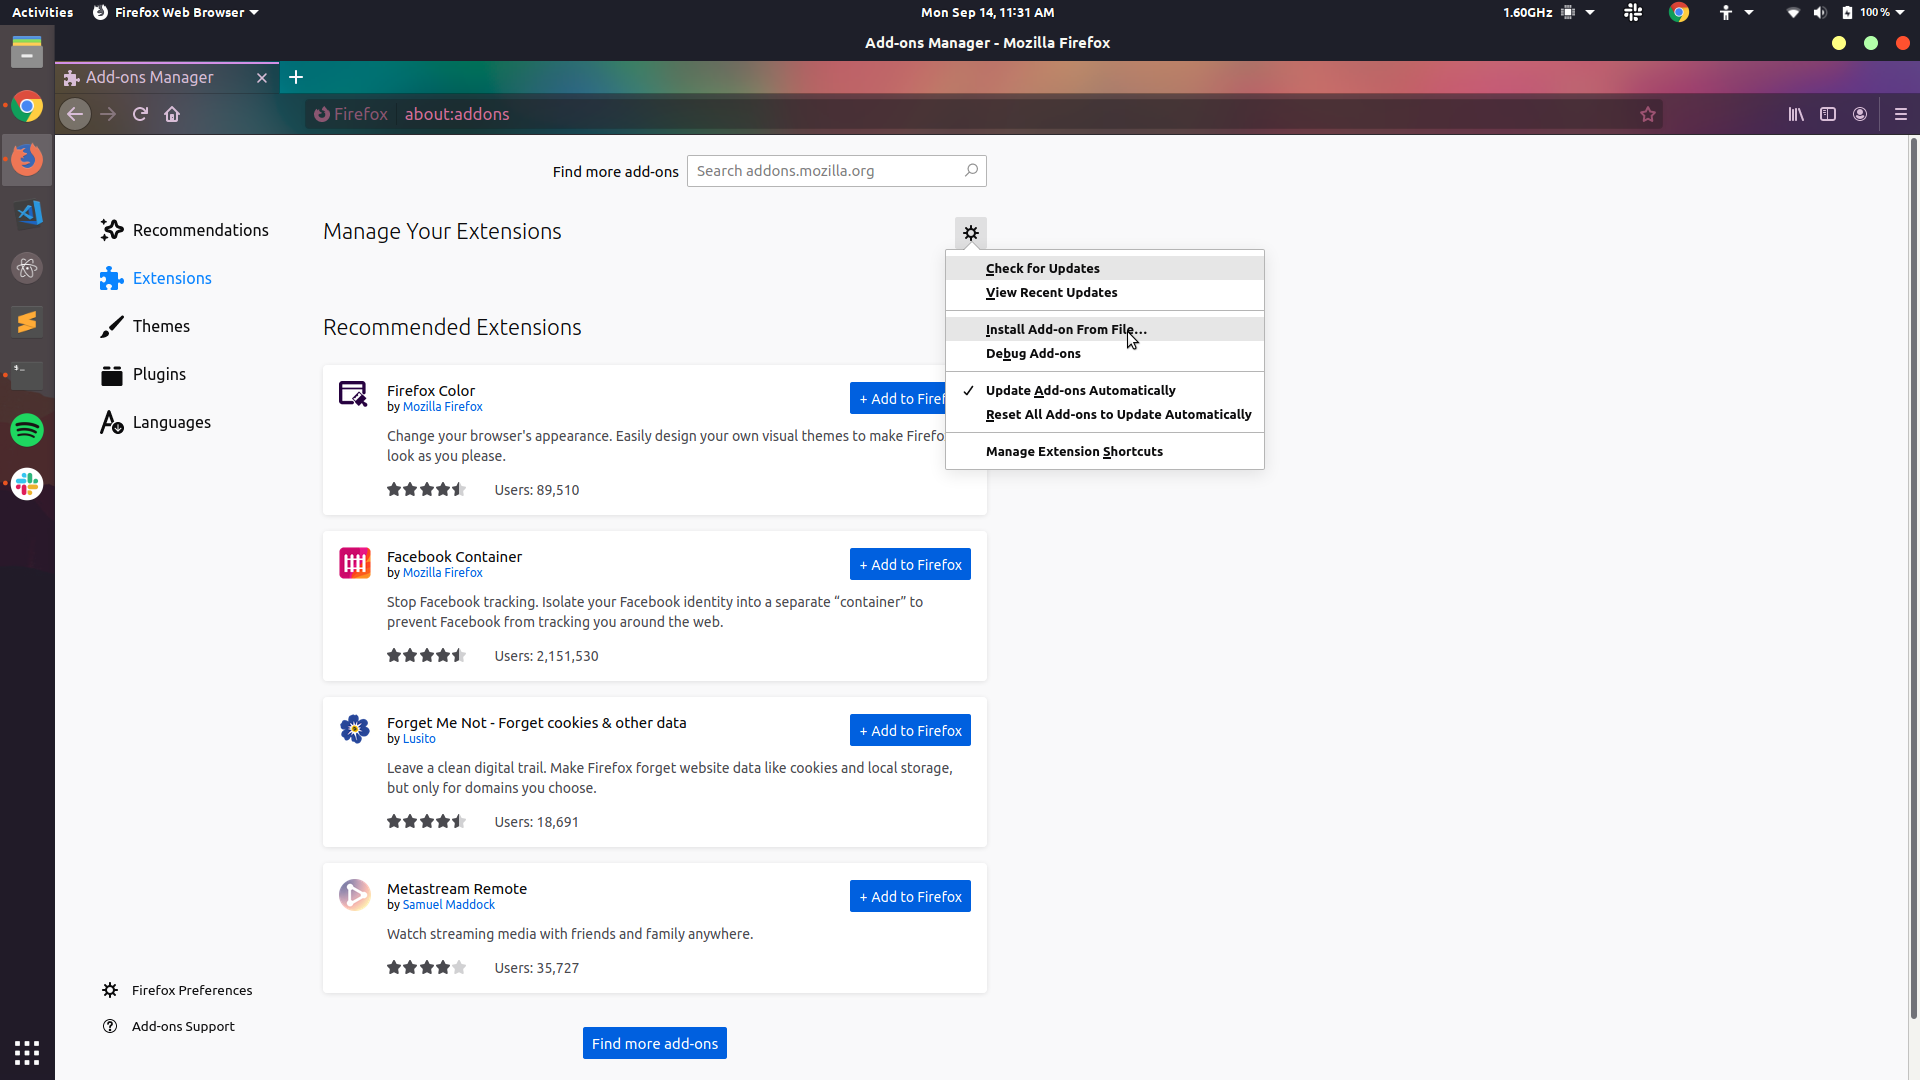 Activities
Firefox Web Browser
Mon Sep 14, 11:31 AM
1.60GHz
100 %
Add-ons Manager - Mozilla Firefox
Add-ons Manager
Firefox
about:addons
Find more add-ons
Search addons.mozilla.org
Recommendations
Extensions
Themes
Plugins
Languages
Manage Your Extensions
Check for Updates
View Recent Updates
Install Add-on From File...
Debug Add-ons
✓ Update Add-ons Automatically
Reset All Add-ons to Update Automatically
Manage Extension Shortcuts
Recommended Extensions
Firefox Color
by Mozilla Firefox
+ Add to Firef
Change your browser's appearance. Easily design your own visual themes to make Firefo
look as you please.
Users: 89,510
Facebook Container
by Mozilla Firefox
+ Add to Firefox
Stop Facebook tracking. Isolate your Facebook identity into a separate “container” to
prevent Facebook from tracking you around the web.
Users: 2,151,530
Forget Me Not - Forget cookies & other data
by Lusito
+ Add to Firefox
Leave a clean digital trail. Make Firefox forget website data like cookies and local storage,
but only for domains you choose.
Users: 18,691
Metastream Remote
by Samuel Maddock
+ Add to Firefox
Watch streaming media with friends and family anywhere.
Users: 35,727
Firefox Preferences
Add-ons Support
Find more add-ons